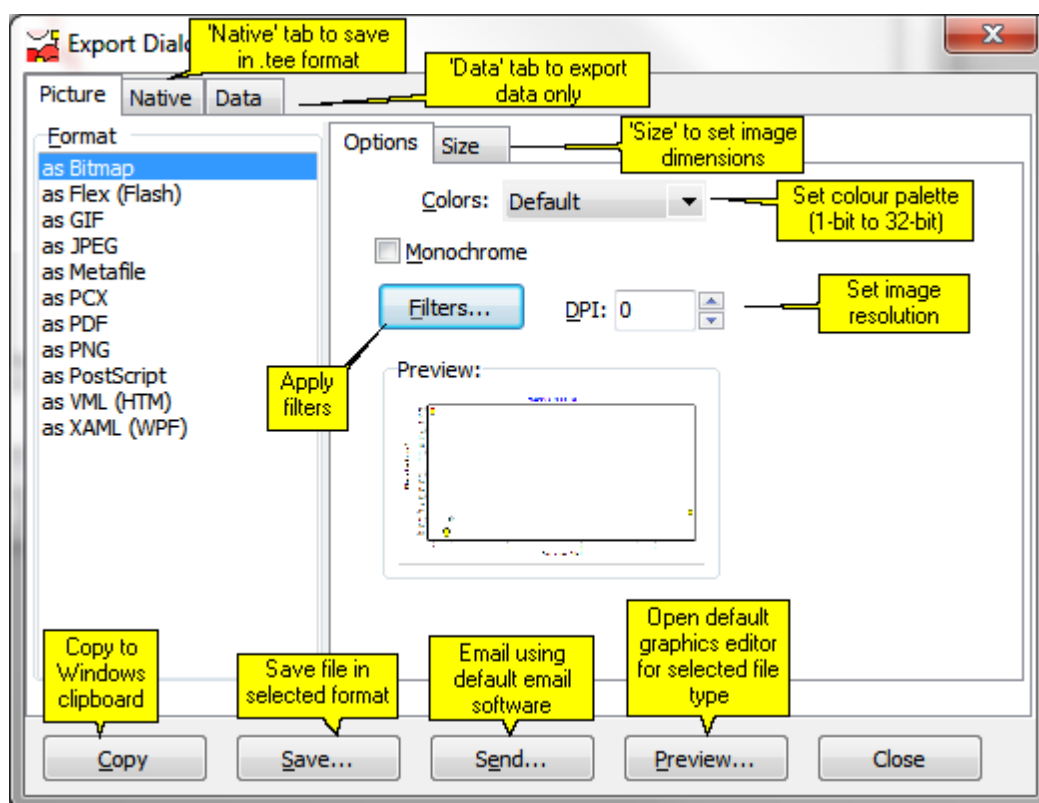 Export Dialo
'Native' tab to save
in .tee format
'Data' tab to export
data only
Picture
Native
Data
Format
as Bitmap
as Flex (Flash)
as GIF
as JPEG
as Metafile
as PCX
as PDF
as PNG
as PostScript
as VML (HTM)
as XAML (WPF)
Options
Size
'Size' to set image
dimensions
Colors:
Default
Set colour palette
(1-bit to 32-bit)
Monochrome
Filters...
DPI:
0
Set image
resolution
Apply
filters
Preview:
Copy to
Windows
clipboard
Save file in
selected format
Email using
default email
software
Open default
graphics editor
for selected file
type
Copy
Save...
Send...
Preview...
Close